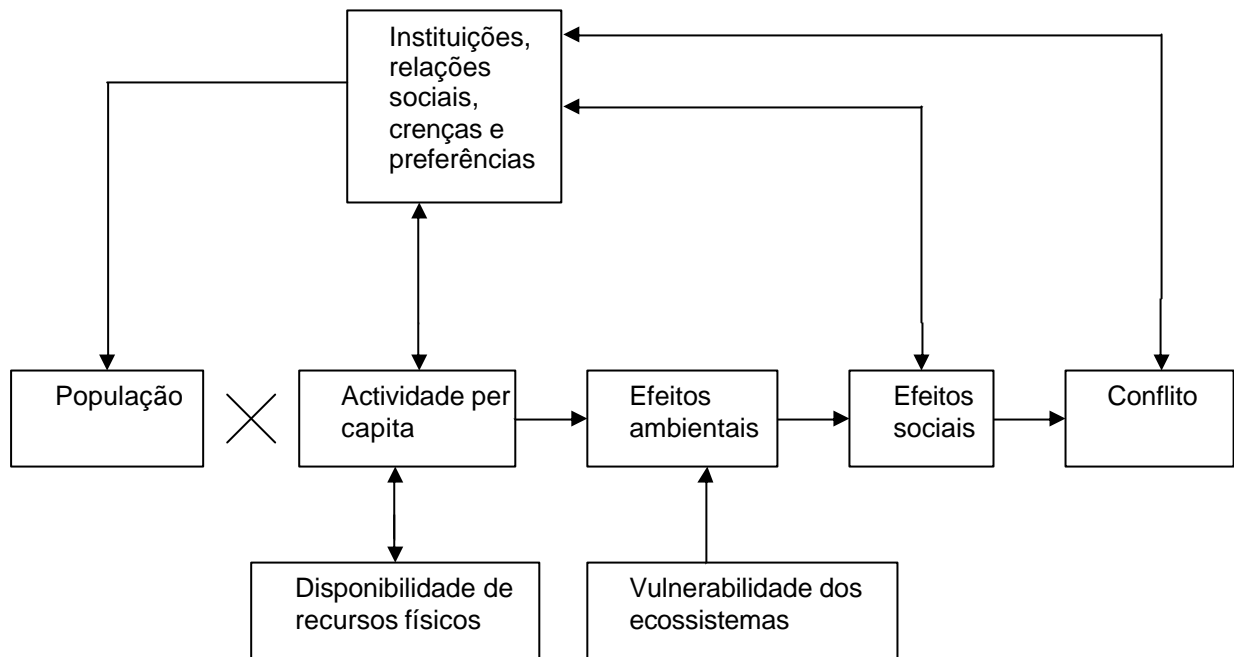 Instituições,
relações
sociais,
crenças e
preferências
População
Actividade per
capita
Efeitos
ambientais
Efeitos
sociais
Conflito
Disponibilidade de
recursos físicos
Vulnerabilidade dos
ecossistemas